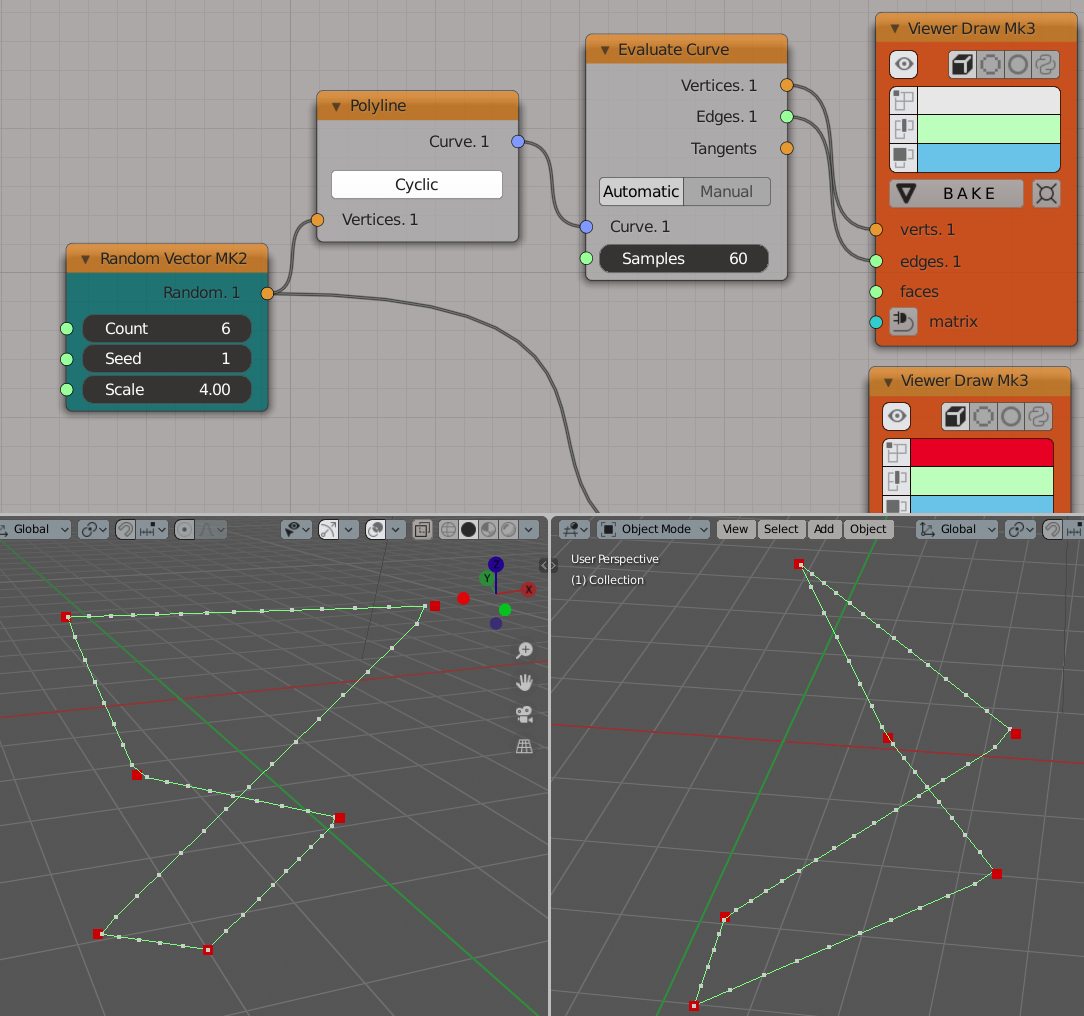 Viewer Draw Mk3
Evaluate Curve
Vertices. 1
Polyline
Edges. 1
Curve. 1
Tangents
Cyclic
Automatic Manual
BAKE
Vertices. 1
Curve. 1
verts. 1
Random Vector MK2
Samples 60
edges. 1
Random. 1
faces
Count 6
matrix
Seed 1
Scale 4.00
Viewer Draw Mk3
Global
Object Mode View Select Add Object Global
User Perspective
(1) Collection
Z
Y
X